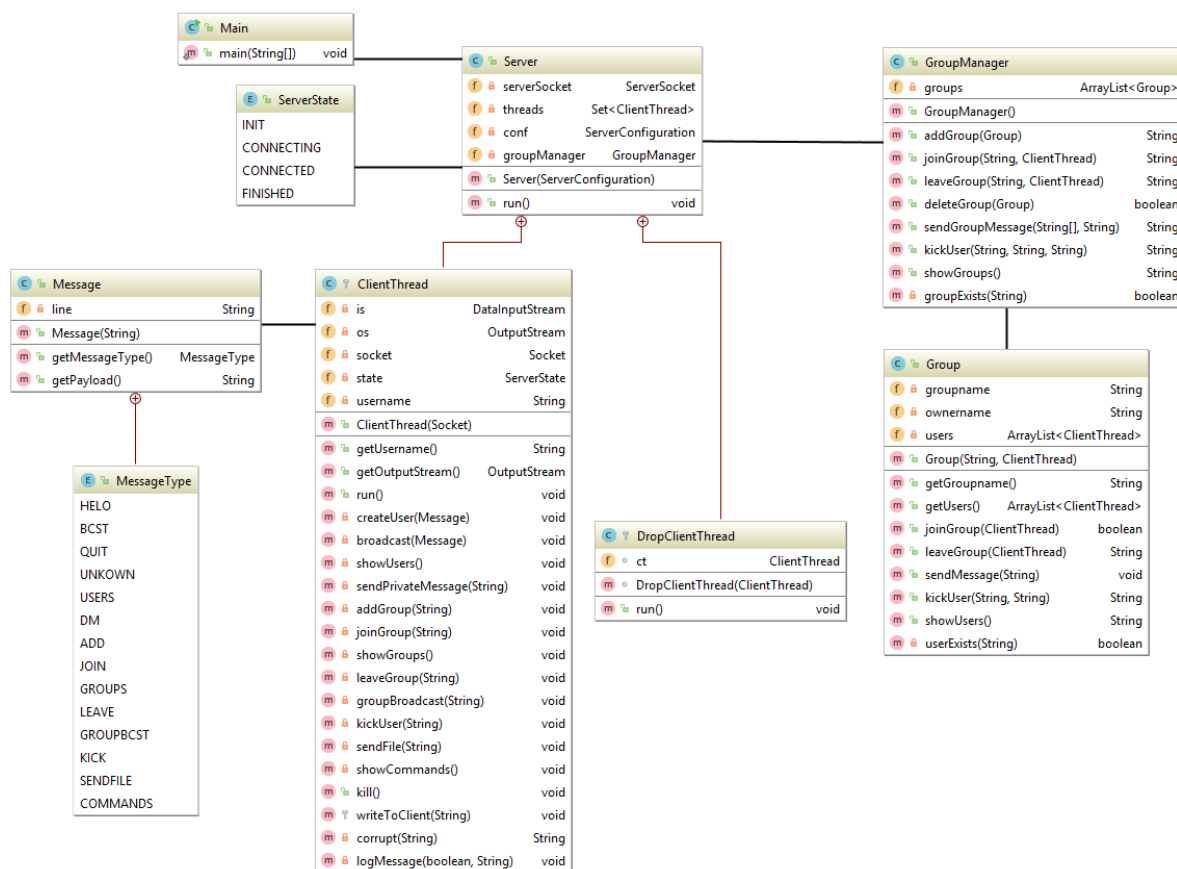 Main
main(String[]) void
ServerState
INIT
CONNECTING
CONNECTED
FINISHED
Server
serverSocket ServerSocket
threads Set<ClientThread>
conf ServerConfiguration
groupManager GroupManager
Server(ServerConfiguration)
run() void
GroupManager
groups ArrayList<Group>
GroupManager()
addGroup(Group) String
joinGroup(String, ClientThread) String
leaveGroup(String, ClientThread) String
deleteGroup(Group) boolean
sendGroupMessage(String[], String) String
kickUser(String, String, String) String
showGroups() String
groupExists(String) boolean
Message
line String
Message(String)
getMessageType() MessageType
getPayload() String
MessageType
HELO
BCST
QUIT
UNKOWN
USERS
DM
ADD
JOIN
GROUPS
LEAVE
GROUPBCST
KICK
SENDFILE
COMMANDS
ClientThread
is DataInputStream
os OutputStream
socket Socket
state ServerState
username String
ClientThread(Socket)
getUsername() String
getOutputStream() OutputStream
run() void
createUser(Message) void
broadcast(Message) void
showUsers() void
sendPrivateMessage(String) void
addGroup(String) void
joinGroup(String) void
showGroups() void
leaveGroup(String) void
groupBroadcast(String) void
kickUser(String) void
sendFile(String) void
showCommands() void
kill() void
writeToClient(String) void
corrupt(String) String
logMessage(boolean, String) void
DropClientThread
ct ClientThread
DropClientThread(ClientThread)
run() void
Group
groupname String
ownername String
users ArrayList<ClientThread>
Group(String, ClientThread)
getGroupname() String
getUsers() ArrayList<ClientThread>
joinGroup(ClientThread) boolean
leaveGroup(ClientThread) String
sendMessage(String) void
kickUser(String, String) String
showUsers() String
userExists(String) boolean